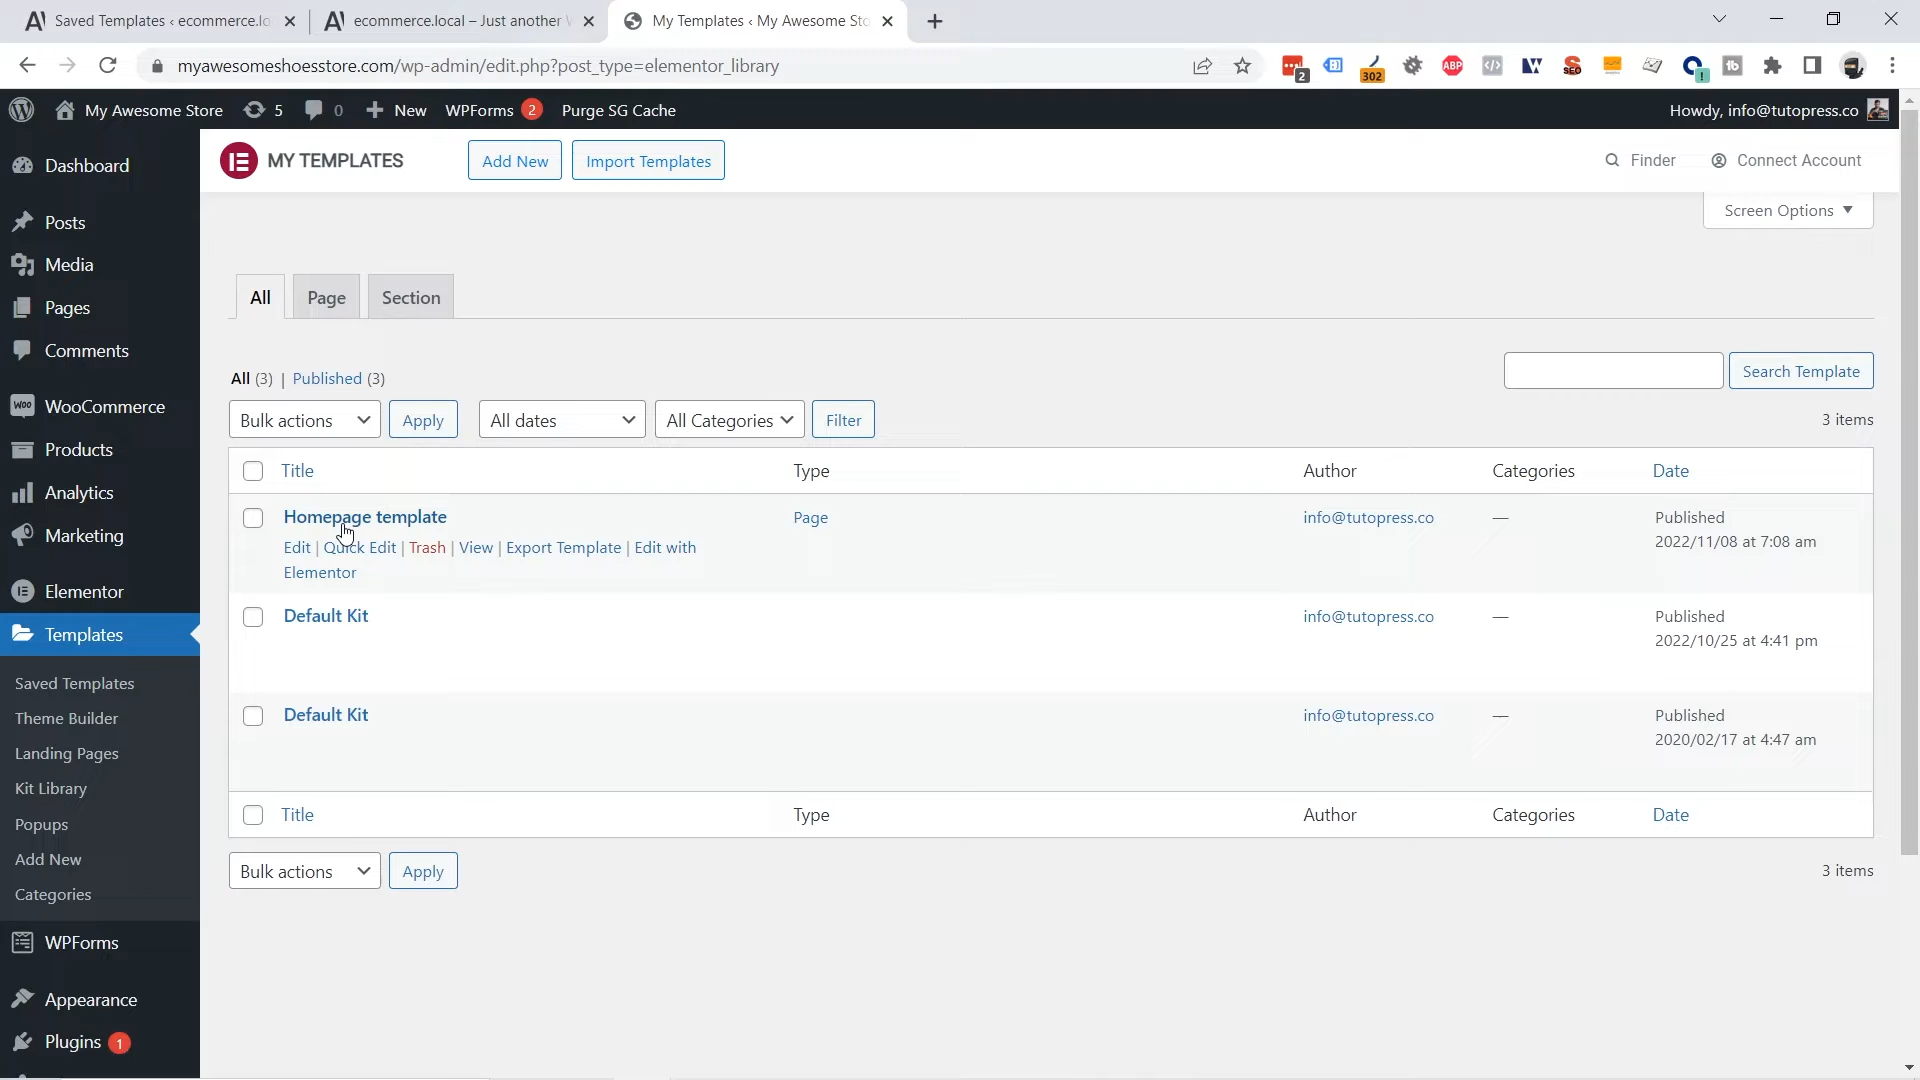 Saved Templates ‹ ecommerce.lo
ecommerce.local – Just another W
My Templates ‹ My Awesome Sto
myawesomeshoesstore.com/wp-admin/edit.php?post_type=elementor_library
2
302
ABP
SEO
!
1b
My Awesome Store
5
0
New
WPForms 2
Purge SG Cache
Howdy, info@tutopress.co
MY TEMPLATES
Add New
Import Templates
Finder
Connect Account
Screen Options
Dashboard
Posts
Media
Pages
Comments
Woo WooCommerce
Products
Analytics
Marketing
Elementor
Templates
Saved Templates
Theme Builder
Landing Pages
Kit Library
Popups
Add New
Categories
WPForms
Appearance
Plugins 1
All
Page
Section
All (3) | Published (3)
Search Template
Bulk actions
Apply
All dates
All Categories
Filter
3 items
Title Type Author Categories Date
Homepage template Page info@tutopress.co — Published
2022/11/08 at 7:08 am
Edit | Quick Edit | Trash | View | Export Template | Edit with
Elementor
Default Kit info@tutopress.co — Published
2022/10/25 at 4:41 pm
Default Kit info@tutopress.co — Published
2020/02/17 at 4:47 am
Title Type Author Categories Date
Bulk actions
Apply
3 items